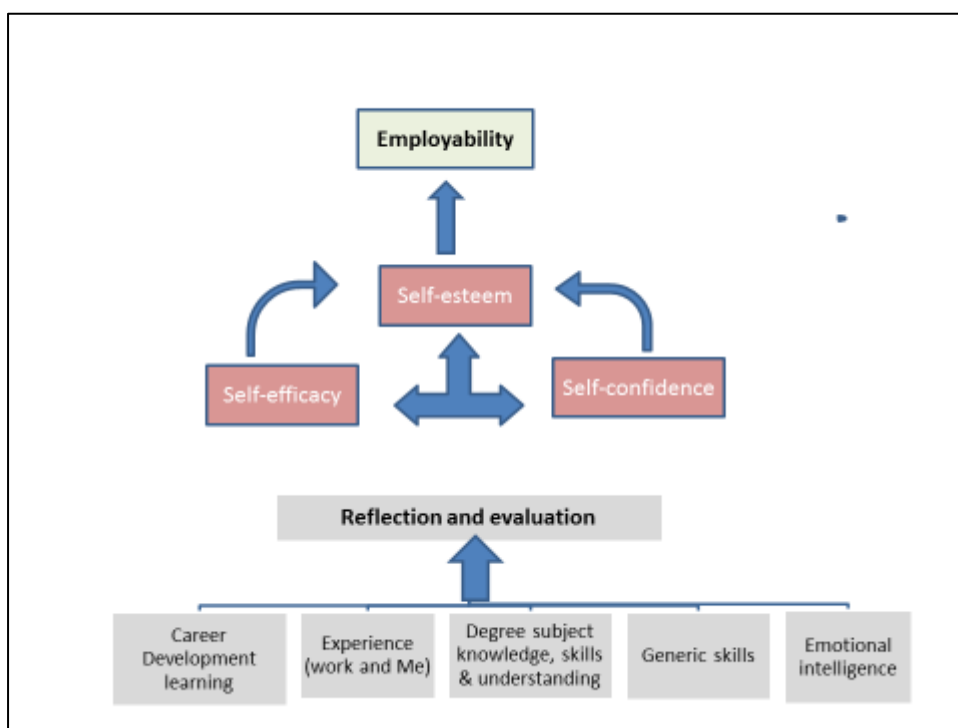 Employability
Self-esteem
Self-efficacy
Self-confidence
Reflection and evaluation
Career
Development
learning
Experience
(work and Me)
Degree subject
knowledge, skills
& understanding
Generic skills
Emotional
intelligence